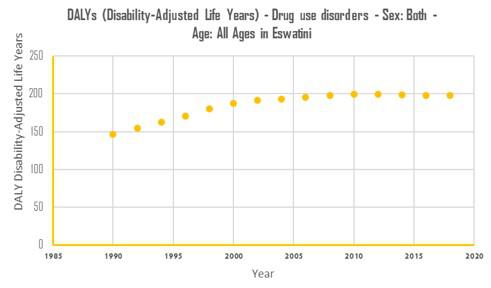 DALYs (Disability-Adjusted Life Years) - Drug use disorders - Sex: Both -
Age: All Ages in Eswatini
DALY Disability-Adjusted Life Years
250
200
150
100
50
0
1985 1990 1995 2000 2005 2010 2015 2020
Year